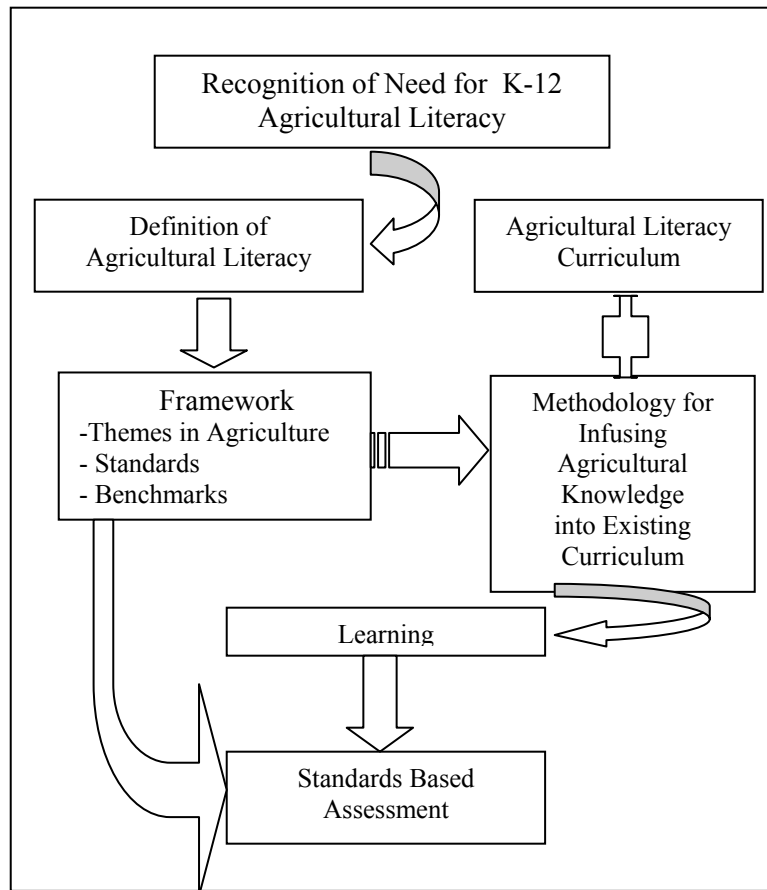 Recognition of Need for K-12
Agricultural Literacy
Definition of
Agricultural Literacy
Agricultural Literacy
Curriculum
Framework
-Themes in Agriculture
- Standards
- Benchmarks
Methodology for
Infusing
Agricultural
Knowledge
into Existing
Curriculum
Learning
Standards Based
Assessment